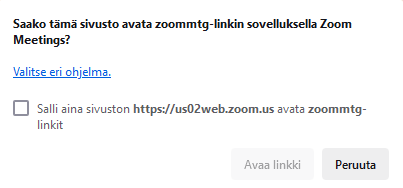 Saako tämä sivusto avata zoommtg-linkin sovelluksella Zoom
Meetings?
Valitse eri ohjelma.
Salli aina sivuston https://us02web.zoom.us avata zoommtg-
linkit
Avaa linkki
Peruuta